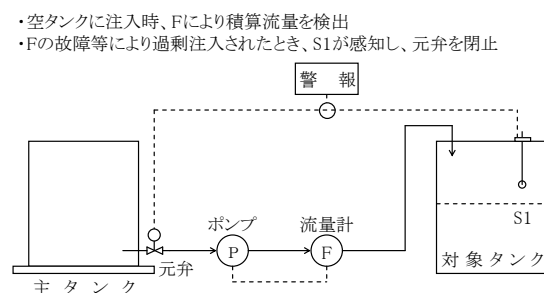 ・空タンクに注入時、Fにより積算流量を検出
・Fの故障等により過剰注入されたとき、S1が感知し、元弁を閉止
警 報
ポンプ
流量計
S1
P
F
対象タンク
元弁
主タンク